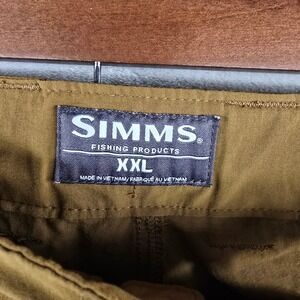 SIMMS®
FISHING PRODUCTS
XXL
MADE IN VIETNAM/FABRIQUÉ AU VIETNAM